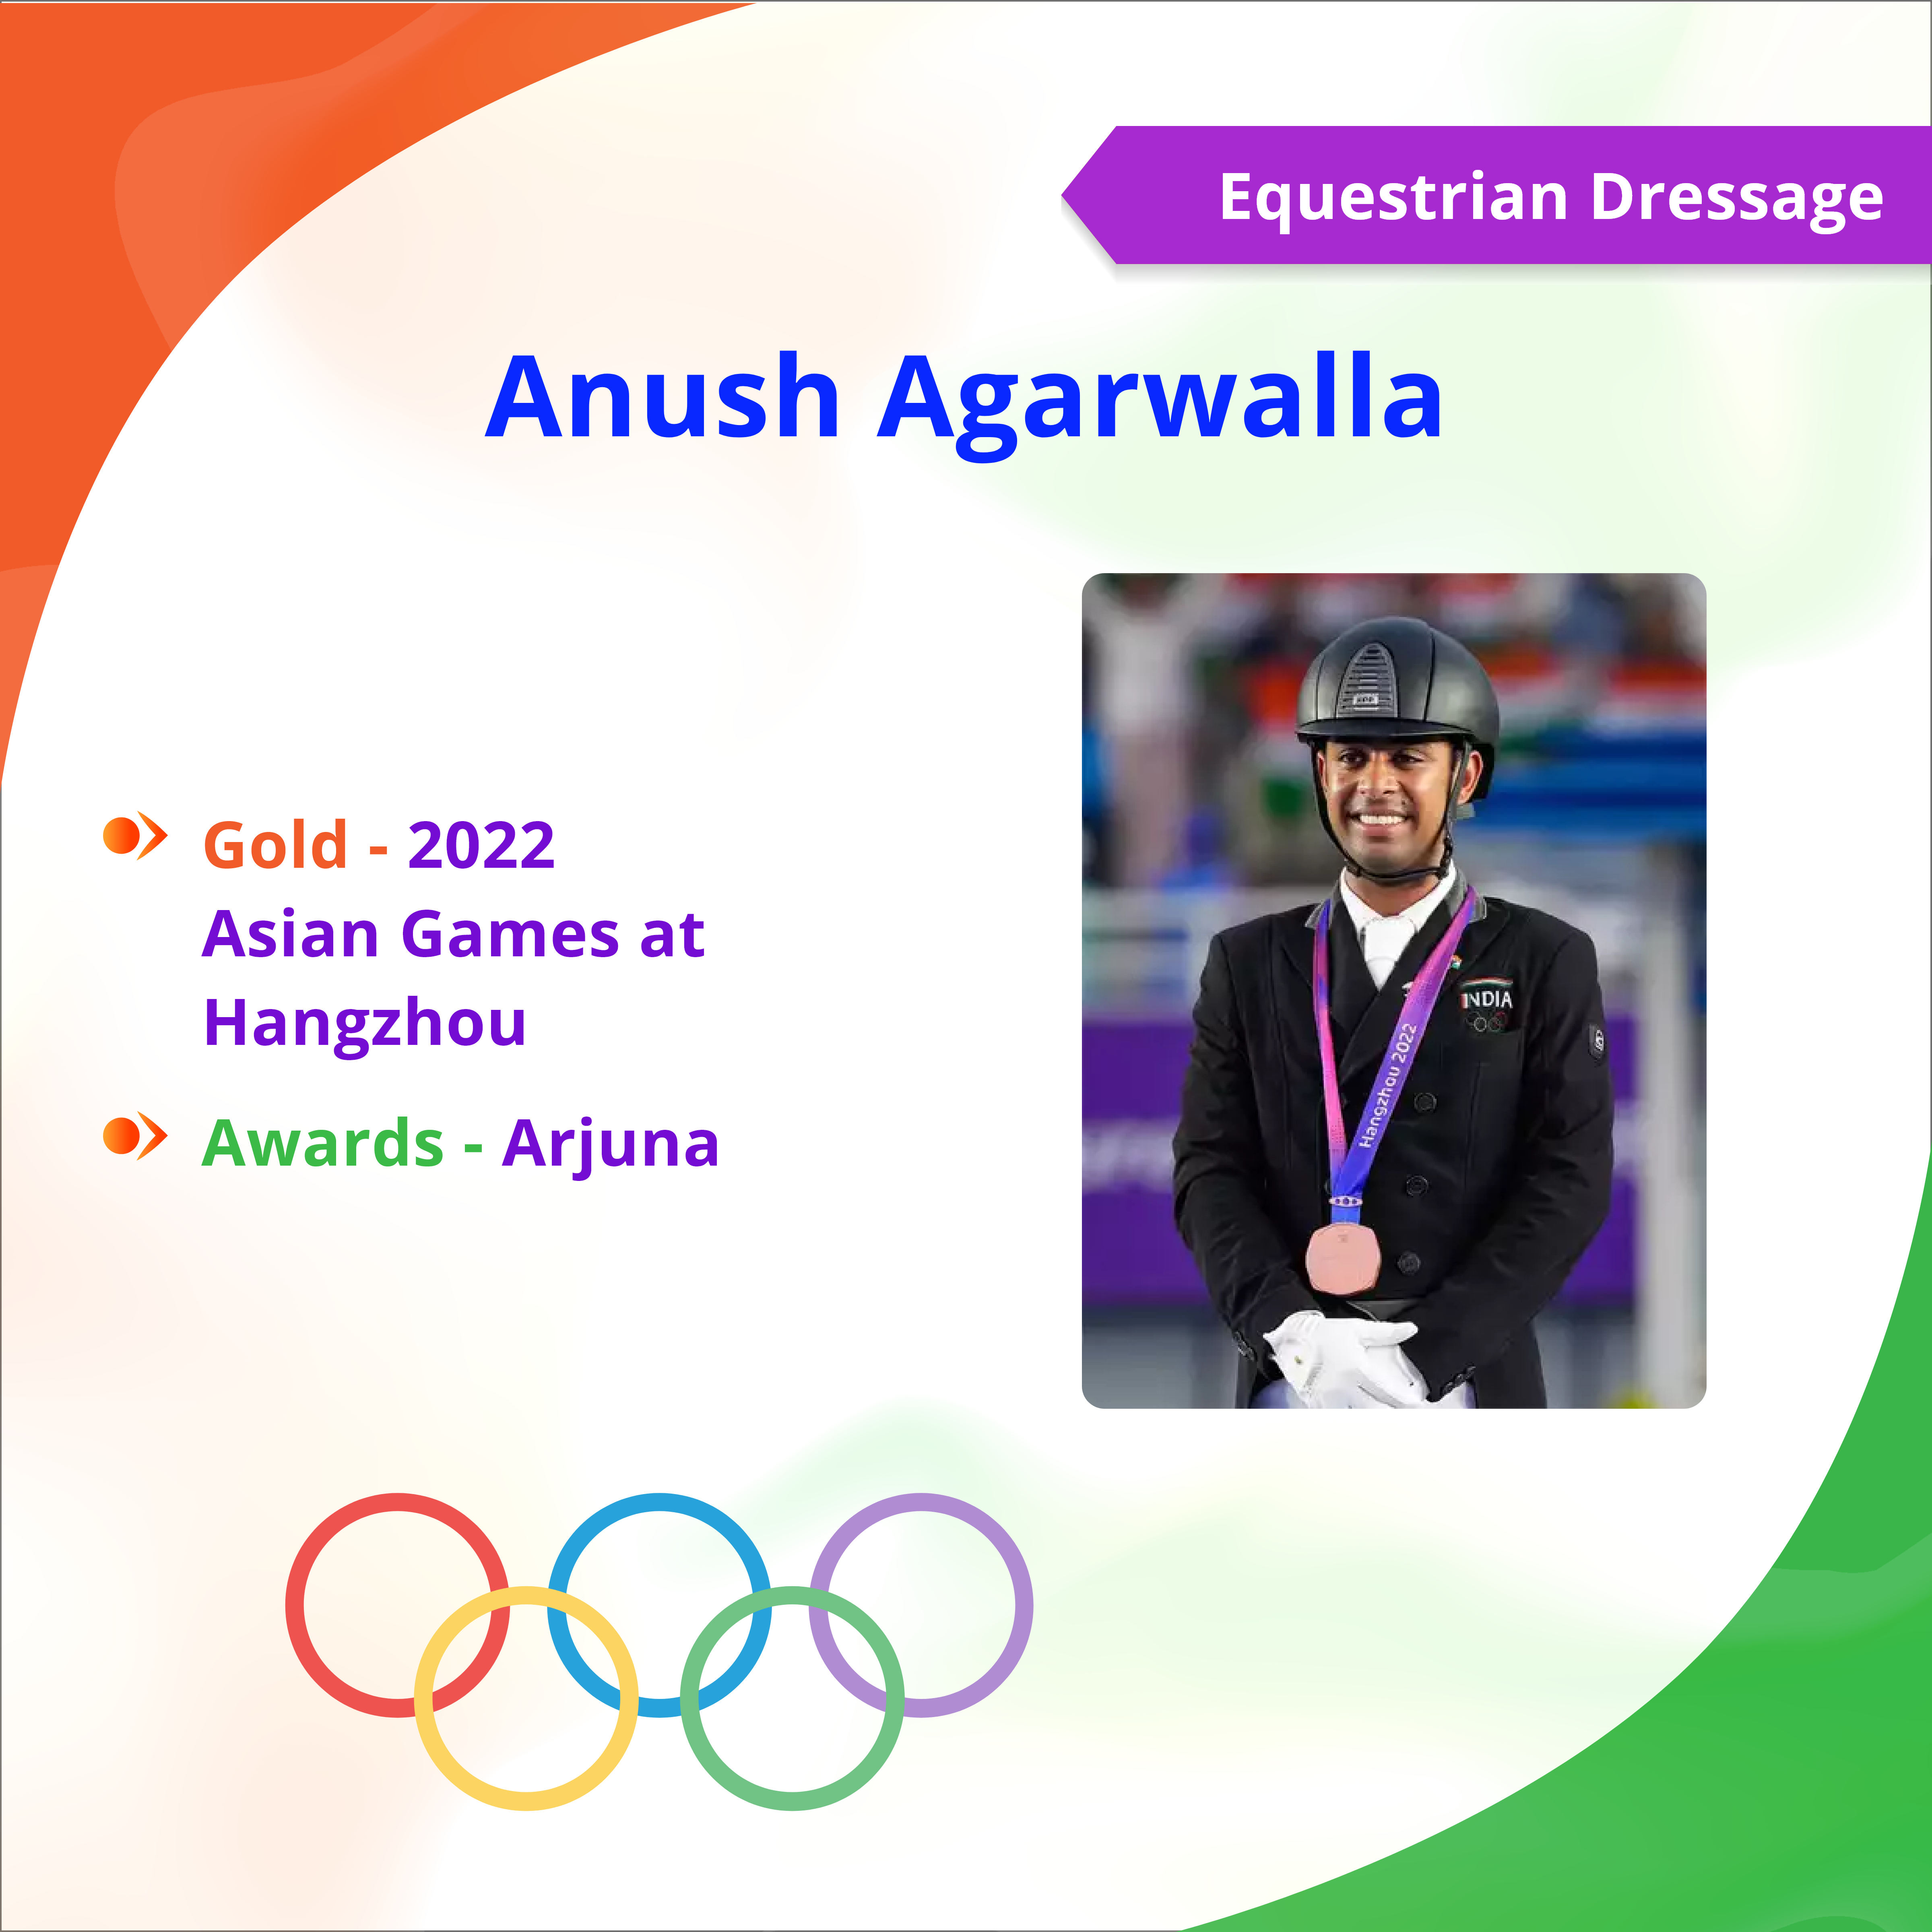 Equestrian Dressage
Anush Agarwalla
Gold - 2022
Asian Games at
Hangzhou
Awards - Arjuna
INDIA
Hangzhou 2022